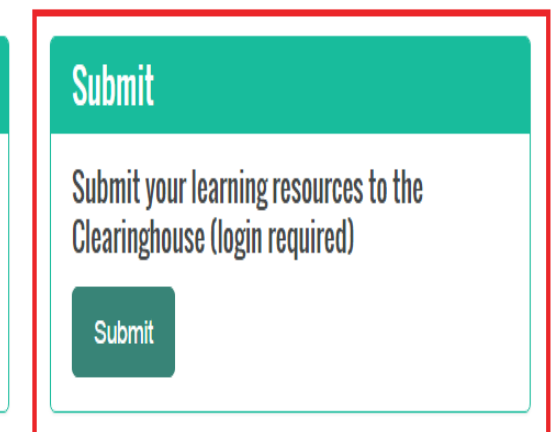 Submit
Submit your learning resources to the
Clearinghouse (login required)
Submit